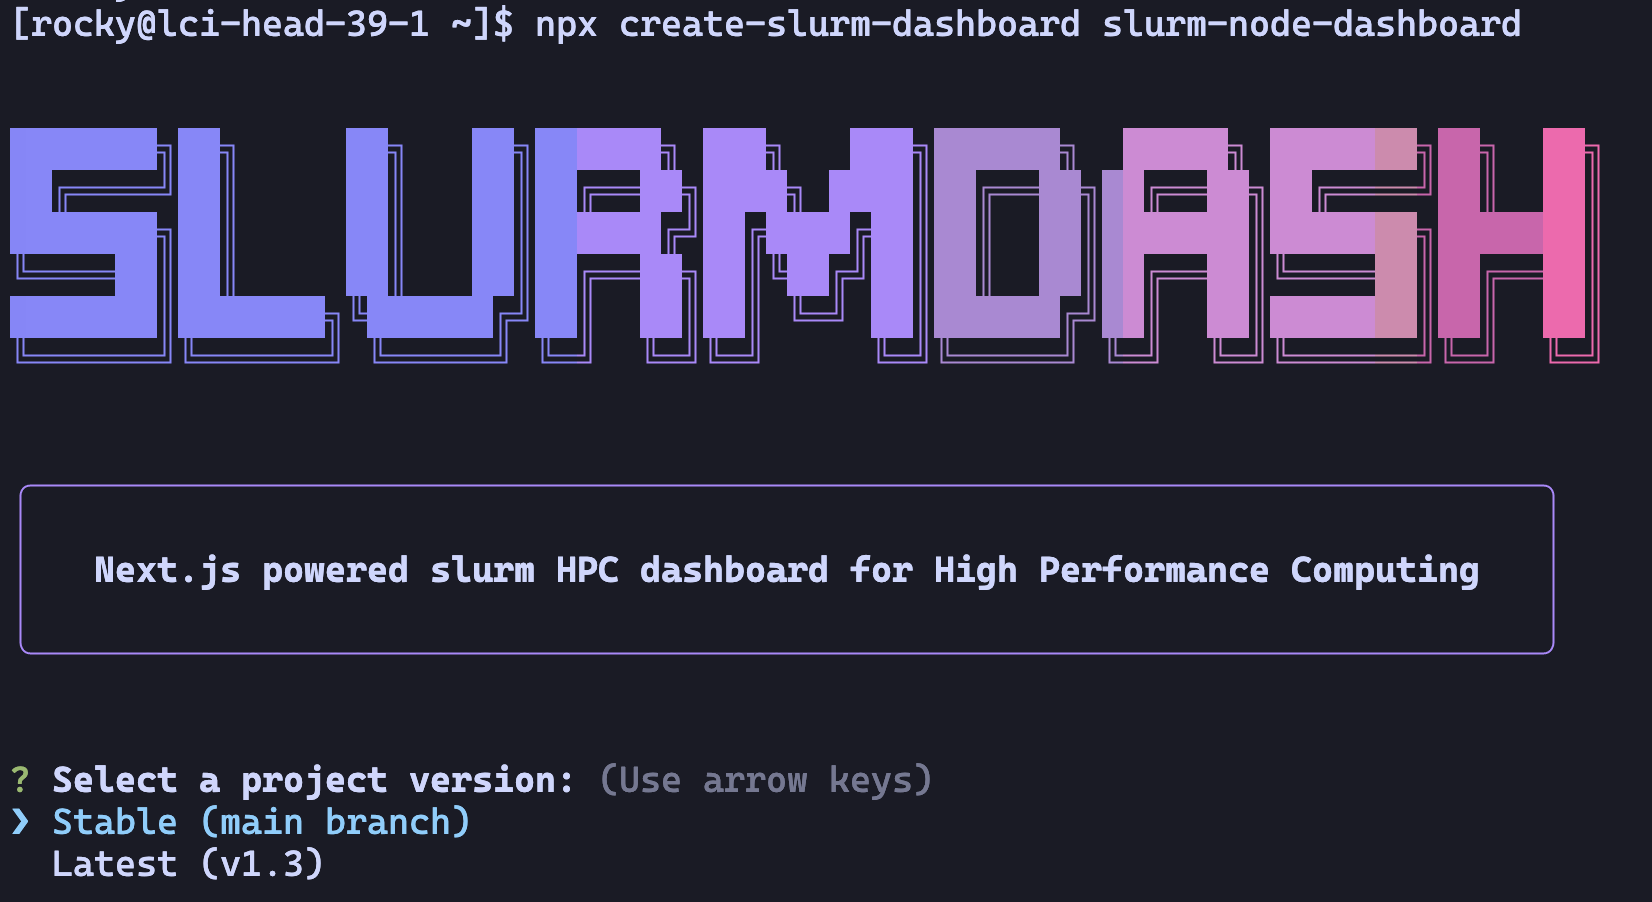 [rocky@lci-head-39-1 ~]$ npx create-slurm-dashboard slurm-node-dashboard
SLURMDASH
Next.js powered slurm HPC dashboard for High Performance Computing
? Select a project version: (Use arrow keys)
❯ Stable (main branch)
Latest (v1.3)